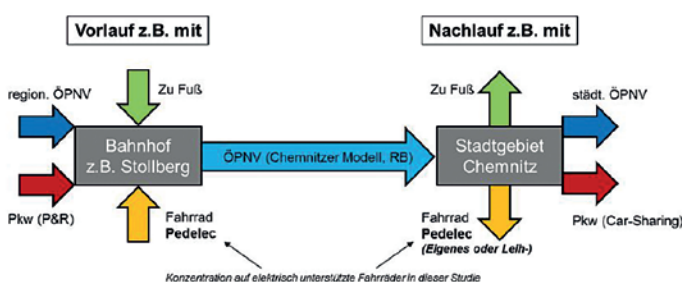 Vorlauf z.B. mit
Nachlauf z.B. mit
region. ÖPNV
Zu Fuß
Zu Fuß
städt. ÖPNV
Bahnhof
z.B. Stollberg
ÖPNV (Chemnitzer Modell, RB)
Stadtgebiet
Chemnitz
Pkw (P&R)
Fahrrad
Pedelec
Fahrrad
Pedelec
(Eigenes oder Leih-)
Pkw (Car-Sharing)
Konzentration auf elektrisch unterstützte Fahrräder in dieser Studie